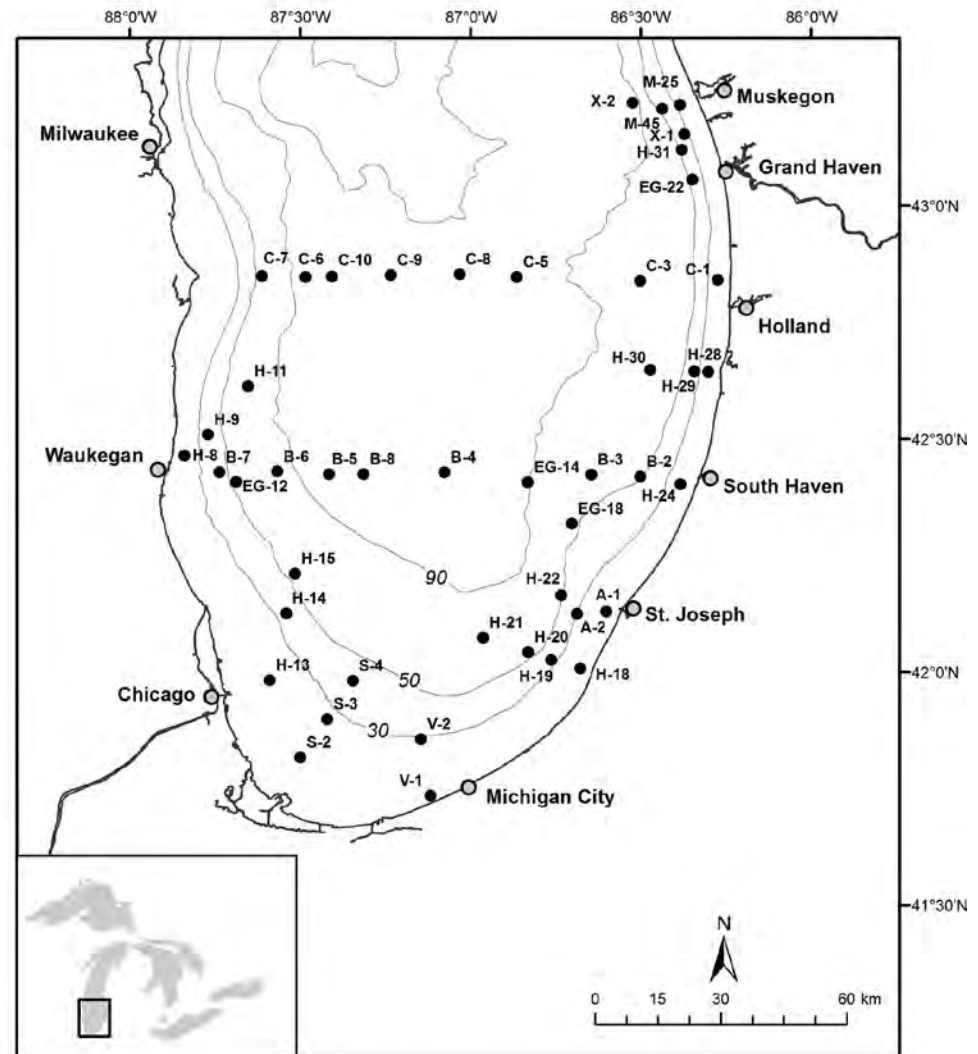 88°0'W 87°30'W 87°0'W 86°30'W 86°0'W
M-25
X-2
Muskegon
M-45
Milwaukee
X-1
H-31
Grand Haven
EG-22
43°0'N
C-7 C-6 C-10 C-9 C-8 C-5 C-3 C-1
Holland
H-30 H-28
H-29
H-11
H-9
42°30'N
Waukegan
H-8 B-7 B-6 B-5 B-8 B-4 EG-14 B-3 B-2
EG-12
H-24
South Haven
EG-18
H-15
90
H-22
H-14
A-1
St. Joseph
H-21
A-2
H-20
H-19
H-18
42°0'N
H-13 S-4
50
Chicago
S-3
30
V-2
S-2
V-1
Michigan City
41°30'N
N
0 15 30 60 km